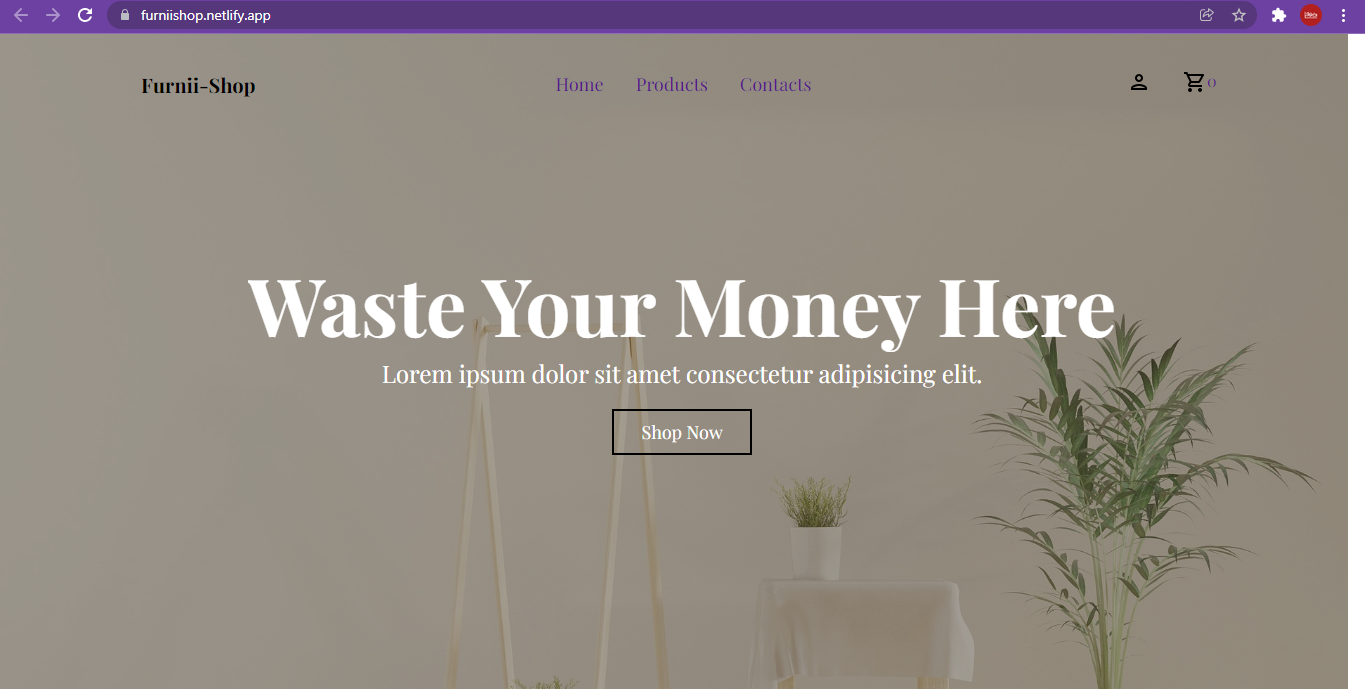 furniishop.netlify.app
Furnii-Shop
Home Products Contacts
0
Waste Your Money Here
Lorem ipsum dolor sit amet consectetur adipisicing elit.
Shop Now